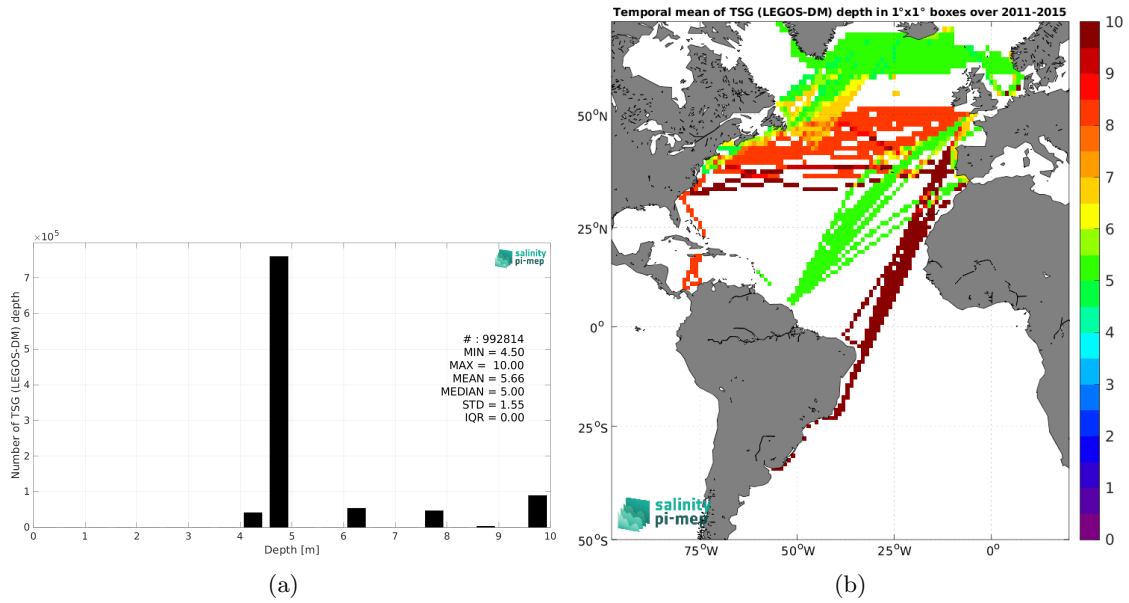 ×10⁵
7
6
5
4
3
2
1
0
Number of TSG (LEGOS-DM) depth
salinity
pi-mep
# : 992814
MIN = 4.50
MAX = 10.00
MEAN = 5.66
MEDIAN = 5.00
STD = 1.55
IQR = 0.00
0 1 2 3 4 5 6 7 8 9 10
Depth [m]
(a)
Temporal mean of TSG (LEGOS-DM) depth in 1°x1° boxes over 2011-2015
50°N
25°N
0°
25°S
50°S
75°W 50°W 25°W 0°
salinity
pi-mep
10
9
8
7
6
5
4
3
2
1
0
(b)